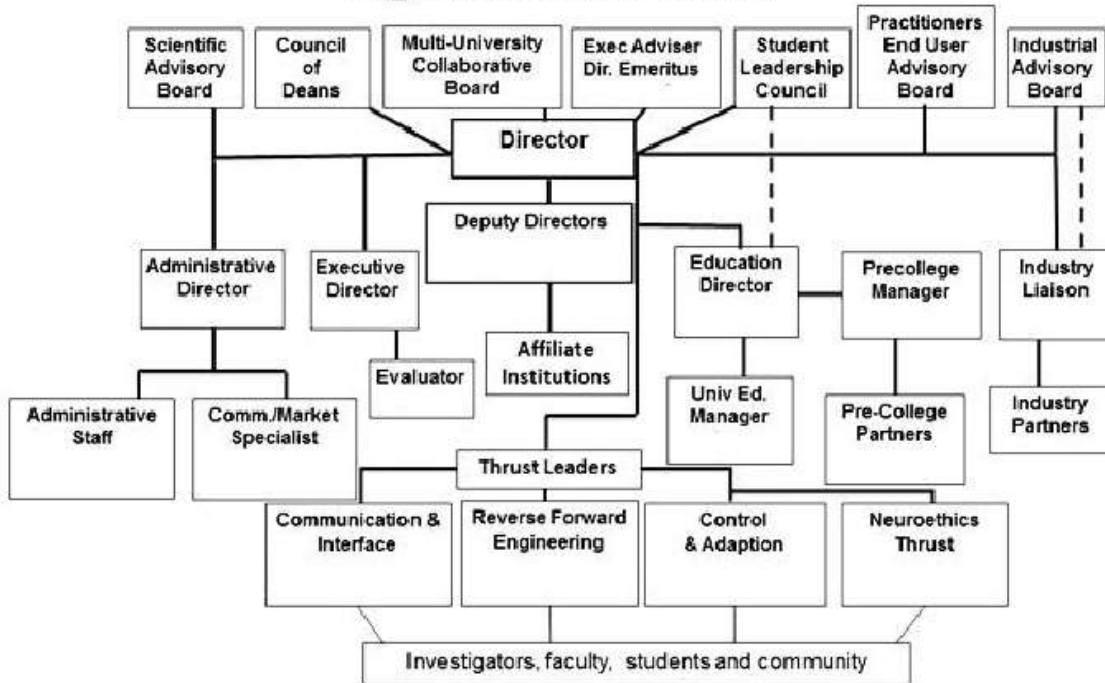 Scientific
Advisory
Board
Council
of
Deans
Multi-University
Collaborative
Board
Exec Adviser
Dir. Emeritus
Student
Leadership
Council
Practitioners
End User
Advisory
Board
Industrial
Advisory
Board
Director
Deputy Directors
Administrative
Director
Executive
Director
Education
Director
Precollege
Manager
Industry
Liaison
Affiliate
Institutions
Evaluator
Univ Ed.
Manager
Pre-College
Partners
Industry
Partners
Administrative
Staff
Comm./Market
Specialist
Thrust Leaders
Communication &
Interface
Reverse Forward
Engineering
Control
& Adaption
Neuroethics
Thrust
Investigators, faculty, students and community